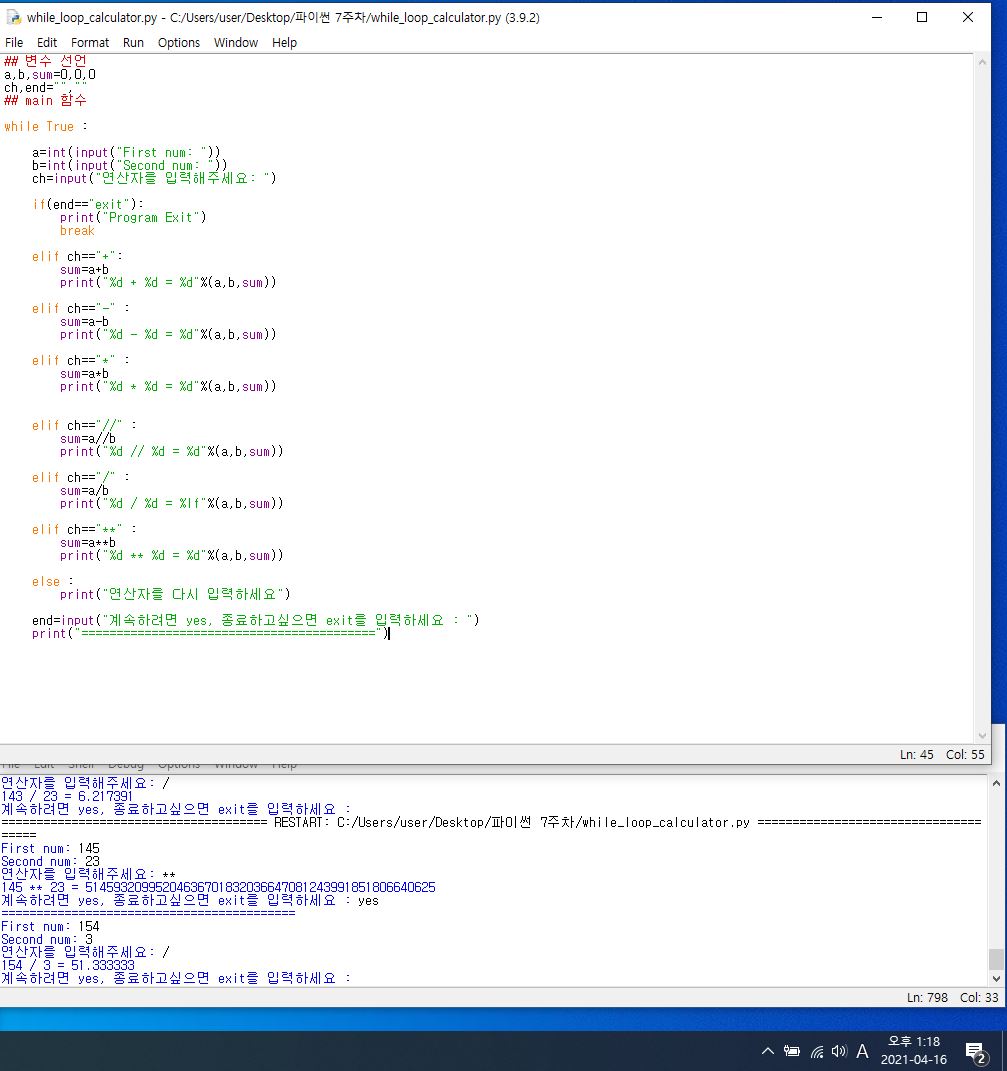 while_loop_calculator.py - C:/Users/user/Desktop/파이썬 7주차/while_loop_calculator.py (3.9.2)
File Edit Format Run Options Window Help
## 변수 선언
a,b,sum=0,0,0
ch,end="",""
## main 함수
while True :
a=int(input("First num: "))
b=int(input("Second num: "))
ch=input("연산자를 입력해주세요: ")
if(end=="exit"):
print("Program Exit")
break
elif ch=="+":
sum=a+b
print("%d + %d = %d"%(a,b,sum))
elif ch=="-" :
sum=a-b
print("%d - %d = %d"%(a,b,sum))
elif ch=="*" :
sum=a*b
print("%d * %d = %d"%(a,b,sum))
elif ch=="//" :
sum=a//b
print("%d // %d = %d"%(a,b,sum))
elif ch=="/" :
sum=a/b
print("%d / %d = %lf"%(a,b,sum))
elif ch=="**" :
sum=a**b
print("%d ** %d = %d"%(a,b,sum))
else :
print("연산자를 다시 입력하세요")
end=input("계속하려면 yes, 종료하고싶으면 exit를 입력하세요 : ")
print("==========================================")
Ln: 45 Col: 55
File Edit Shell Debug Options Window Help
연산자를 입력해주세요: /
143 / 23 = 6.217391
계속하려면 yes, 종료하고싶으면 exit를 입력하세요 :
====================================== RESTART: C:/Users/user/Desktop/파이썬 7주차/while_loop_calculator.py ================================
=====
First num: 145
Second num: 23
연산자를 입력해주세요: **
145 ** 23 = 51459320995204636701832036647081243991851806640625
계속하려면 yes, 종료하고싶으면 exit를 입력하세요 : yes
==========================================
First num: 154
Second num: 3
연산자를 입력해주세요: /
154 / 3 = 51.333333
계속하려면 yes, 종료하고싶으면 exit를 입력하세요 :
Ln: 798 Col: 33
A
오후 1:18
2021-04-16
2